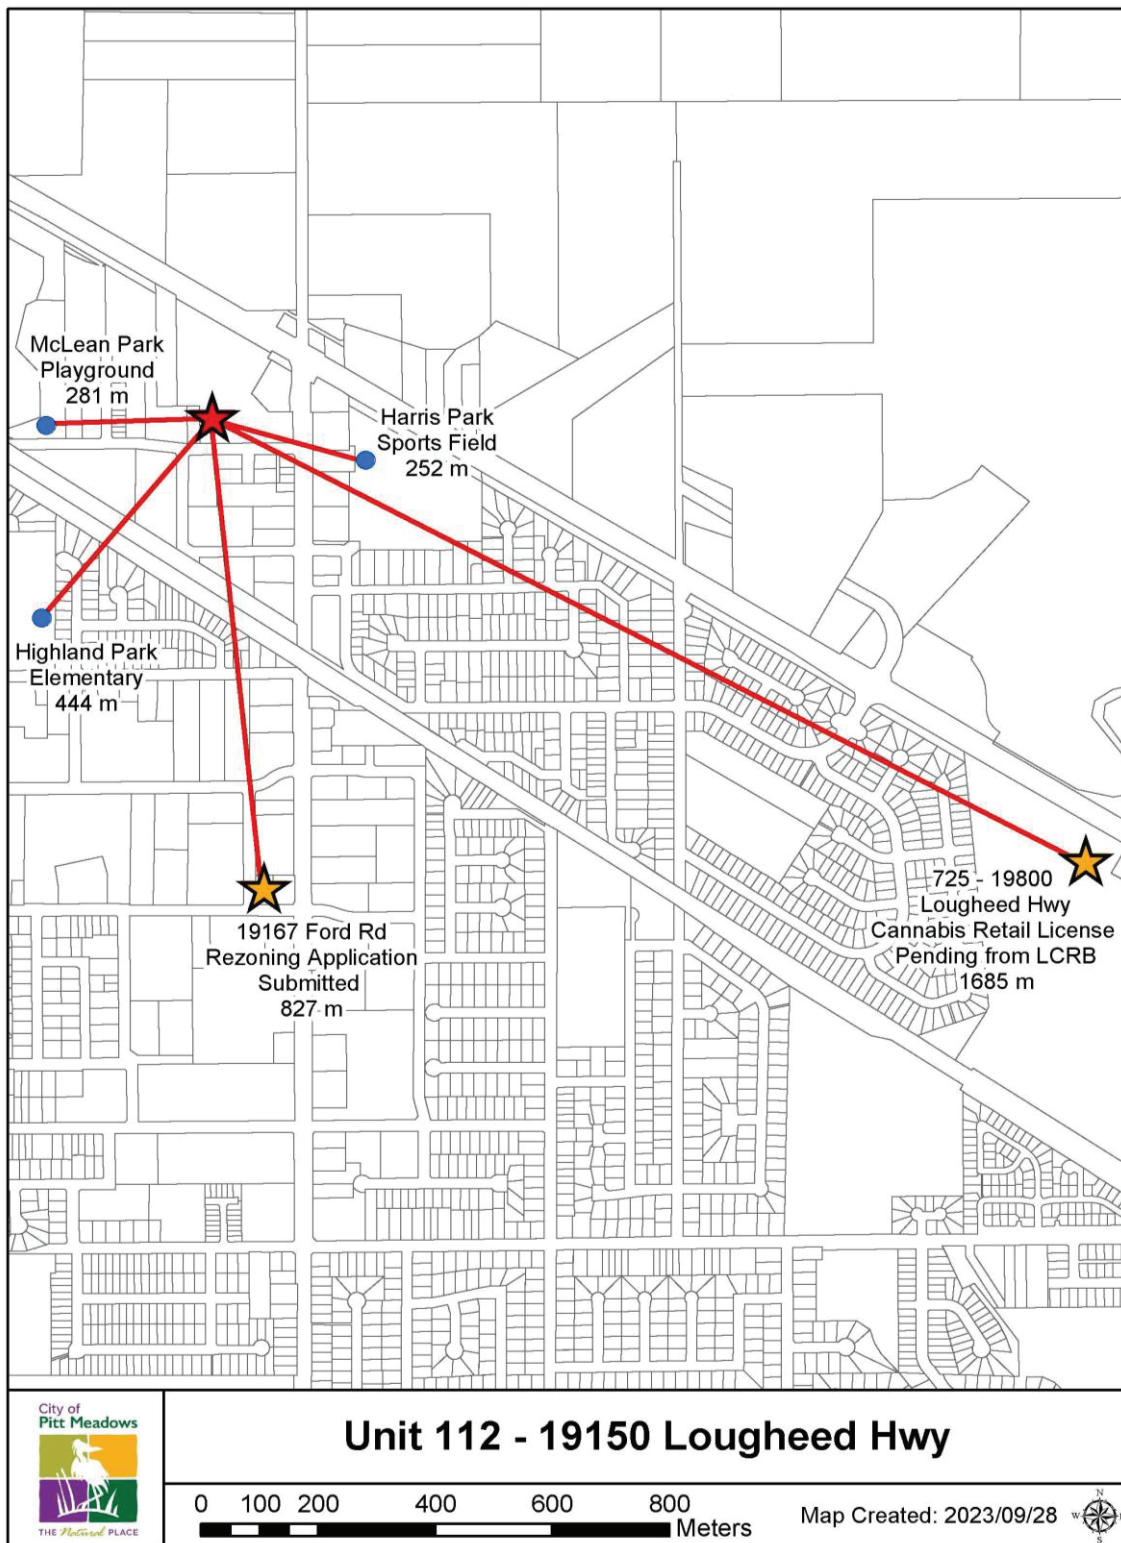 McLean Park
Playground
281 m
Harris Park
Sports Field
252 m
Highland Park
Elementary
444 m
19167 Ford Rd
Rezoning Application
Submitted
827 m
725 - 19800
Lougheed Hwy
Cannabis Retail License
Pending from LCRB
1685 m
City of
Pitt Meadows
THE Natural PLACE
Unit 112 - 19150 Lougheed Hwy
0 100 200 400 600 800
Meters
Map Created: 2023/09/28
N
W
S